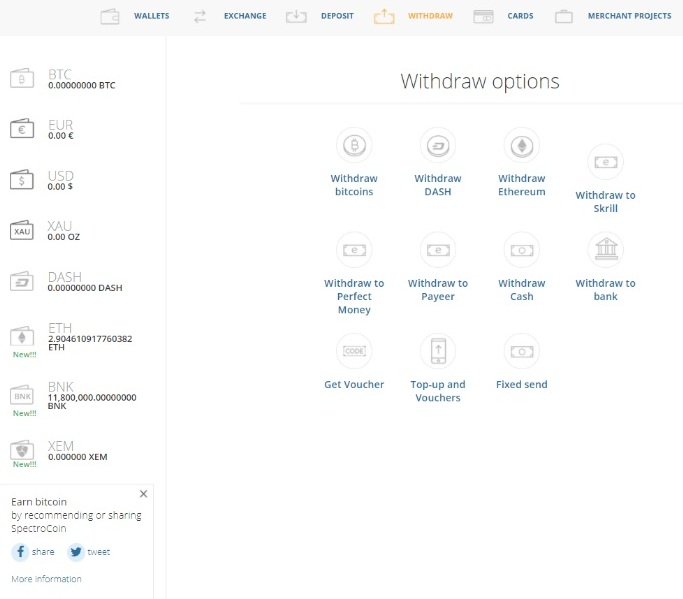 WALLETS
EXCHANGE
DEPOSIT
WITHDRAW
CARDS
MERCHANT PROJECTS
BTC
0.00000000 BTC
EUR
0.00 €
USD
0.00 $
XAU
XAU
0.00 OZ
DASH
0.00000000 DASH
ETH
2.904610917760382
ETH
New!!!
BNK
BNK
11,800,000.00000000
BNK
New!!!
XEM
0.000000 XEM
New!!!
Earn bitcoin
by recommending or sharing
SpectroCoin
share
tweet
More information
Withdraw options
Withdraw
bitcoins
Withdraw
DASH
Withdraw
Ethereum
Withdraw to
Skrill
Withdraw to
Perfect
Money
Withdraw to
Payeer
Withdraw
Cash
Withdraw to
bank
CODE
Get Voucher
Top-up and
Vouchers
Fixed send